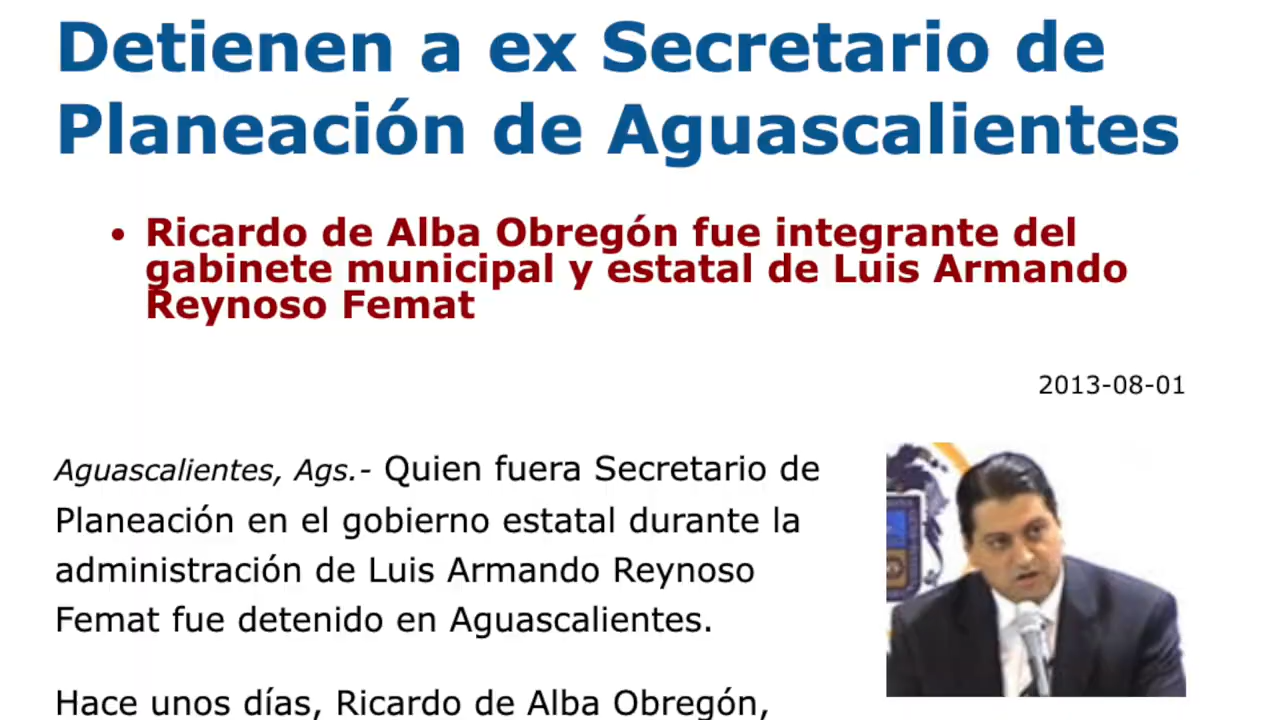 Detienen a ex Secretario de
Planeación de Aguascalientes
• Ricardo de Alba Obregón fue integrante del
gabinete municipal y estatal de Luis Armando
Reynoso Femat
2013-08-01
Aguascalientes, Ags.- Quien fuera Secretario de
Planeación en el gobierno estatal durante la
administración de Luis Armando Reynoso
Femat fue detenido en Aguascalientes.
Hace unos días, Ricardo de Alba Obregón,